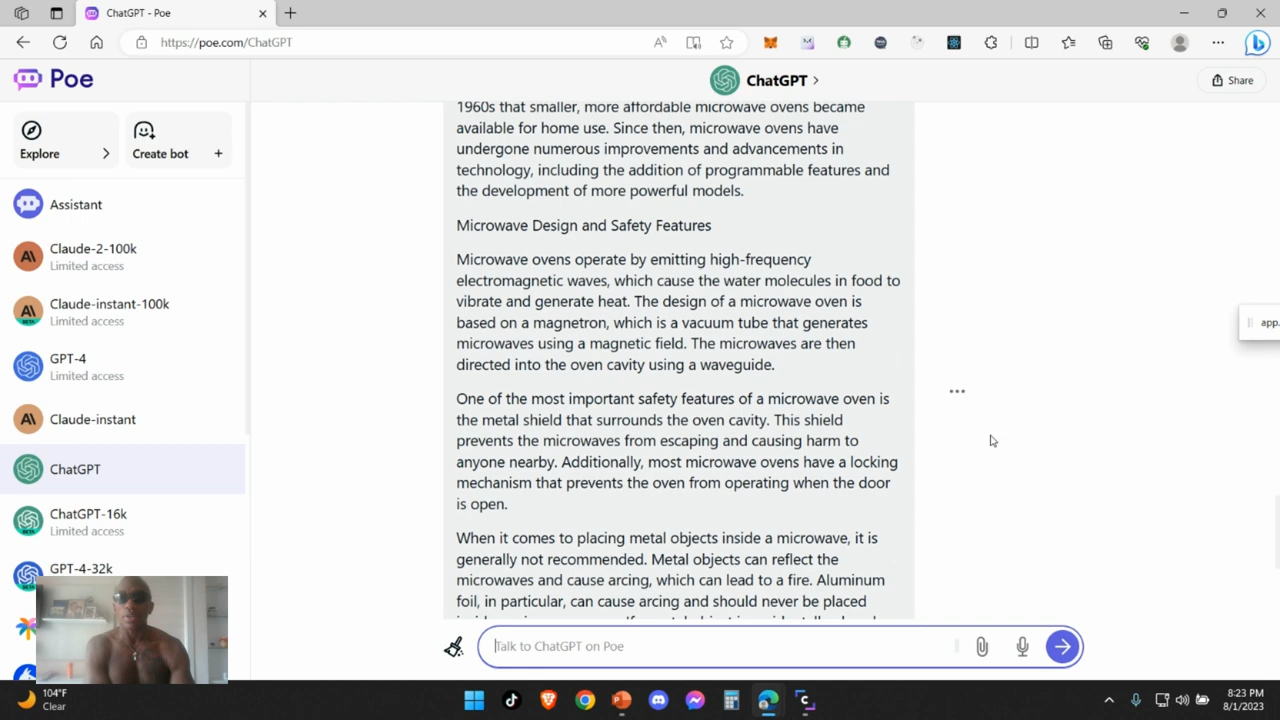 ChatGPT - Poe
https://poe.com/ChatGPT
Poe
ChatGPT
Share
Explore
Create bot
Assistant
Claude-2-100k
Limited access
Claude-instant-100k
Limited access
GPT-4
Limited access
Claude-instant
ChatGPT
ChatGPT-16k
Limited access
GPT-4-32k
1960s that smaller, more affordable microwave ovens became
available for home use. Since then, microwave ovens have
undergone numerous improvements and advancements in
technology, including the addition of programmable features and
the development of more powerful models.
Microwave Design and Safety Features
Microwave ovens operate by emitting high-frequency
electromagnetic waves, which cause the water molecules in food to
vibrate and generate heat. The design of a microwave oven is
based on a magnetron, which is a vacuum tube that generates
microwaves using a magnetic field. The microwaves are then
directed into the oven cavity using a waveguide.
One of the most important safety features of a microwave oven is
the metal shield that surrounds the oven cavity. This shield
prevents the microwaves from escaping and causing harm to
anyone nearby. Additionally, most microwave ovens have a locking
mechanism that prevents the oven from operating when the door
is open.
When it comes to placing metal objects inside a microwave, it is
generally not recommended. Metal objects can reflect the
microwaves and cause arcing, which can lead to a fire. Aluminum
foil, in particular, can cause arcing and should never be placed
app.
Talk to ChatGPT on Poe
104°F
Clear
8:23 PM
8/1/2023